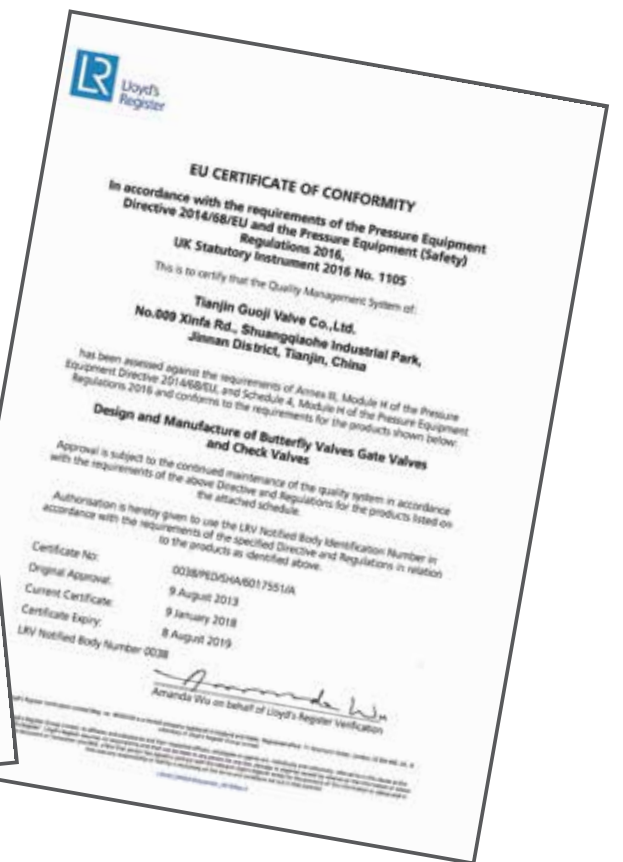 LR
Lloyd's
Register
EU CERTIFICATE OF CONFORMITY
In accordance with the requirements of the Pressure Equipment
Directive 2014/68/EU and the Pressure Equipment (Safety)
Regulations 2016,
UK Statutory Instrument 2016 No. 1105
This is to certify that the Quality Management System of:
Tianjin Guoji Valve Co.,Ltd.
No.009 Xinfa Rd., Shuangqiaohe Industrial Park,
Jinnan District, Tianjin, China
has been assessed against the requirements of Annex III, Module H of the Pressure
Equipment Directive 2014/68/EU, and Schedule 4, Module H of the Pressure Equipment
Regulations 2016 and conforms to the requirements for the products shown below:
Design and Manufacture of Butterfly Valves Gate Valves
and Check Valves
Approval is subject to the continued maintenance of the quality system in accordance
with the requirements of the above Directive and Regulations for the products listed on
the attached schedule.
Authorisation is hereby given to use the LRV Notified Body Identification Number in
accordance with the requirements of the specified Directive and Regulations in relation
to the products as identified above.
Certificate No: 0038/PED/SHA/6017551/A
Original Approval: 9 August 2013
Current Certificate: 9 January 2018
Certificate Expiry: 8 August 2019
LRV Notified Body Number 0038
Amanda Wu
Amanda Wu on behalf of Lloyd's Register Verification